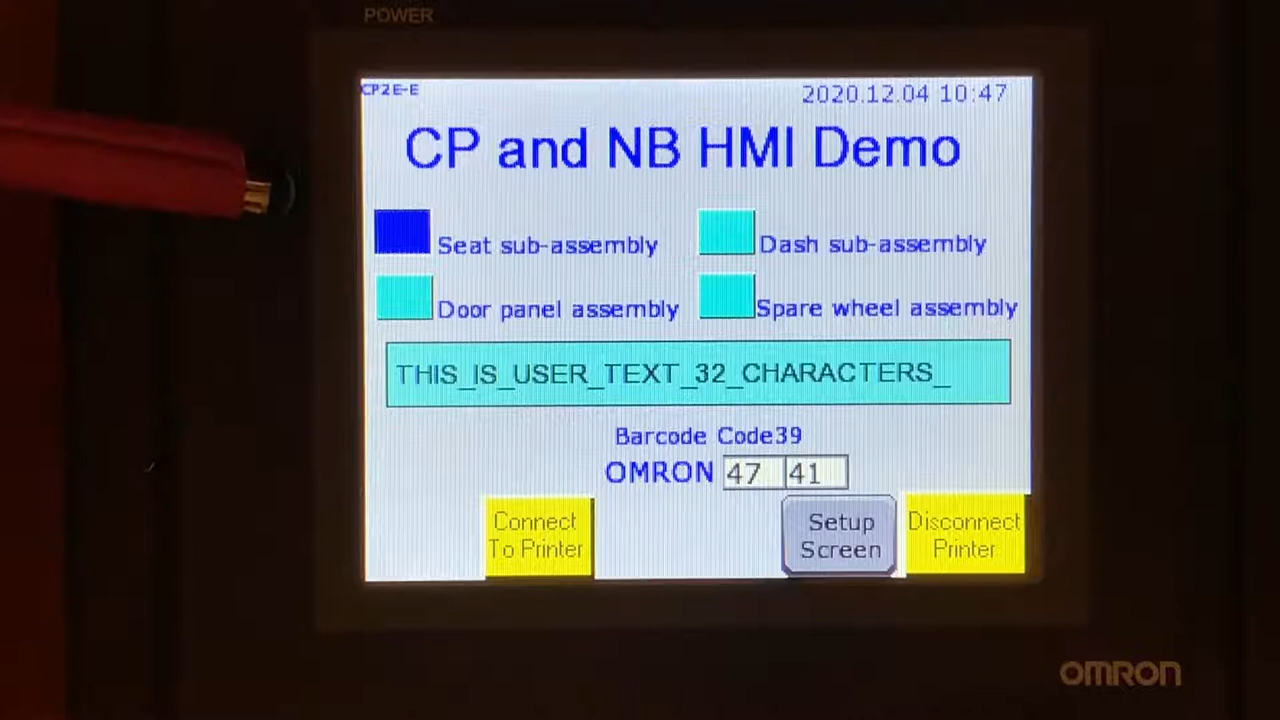 POWER
CP2E-E
2020.12.04 10:47
CP and NB HMI Demo
Seat sub-assembly
Dash sub-assembly
Door panel assembly
Spare wheel assembly
THIS_IS_USER_TEXT_32_CHARACTERS_
Barcode Code39
OMRON 47 41
Connect
To Printer
Setup
Screen
Disconnect
Printer
OMRON